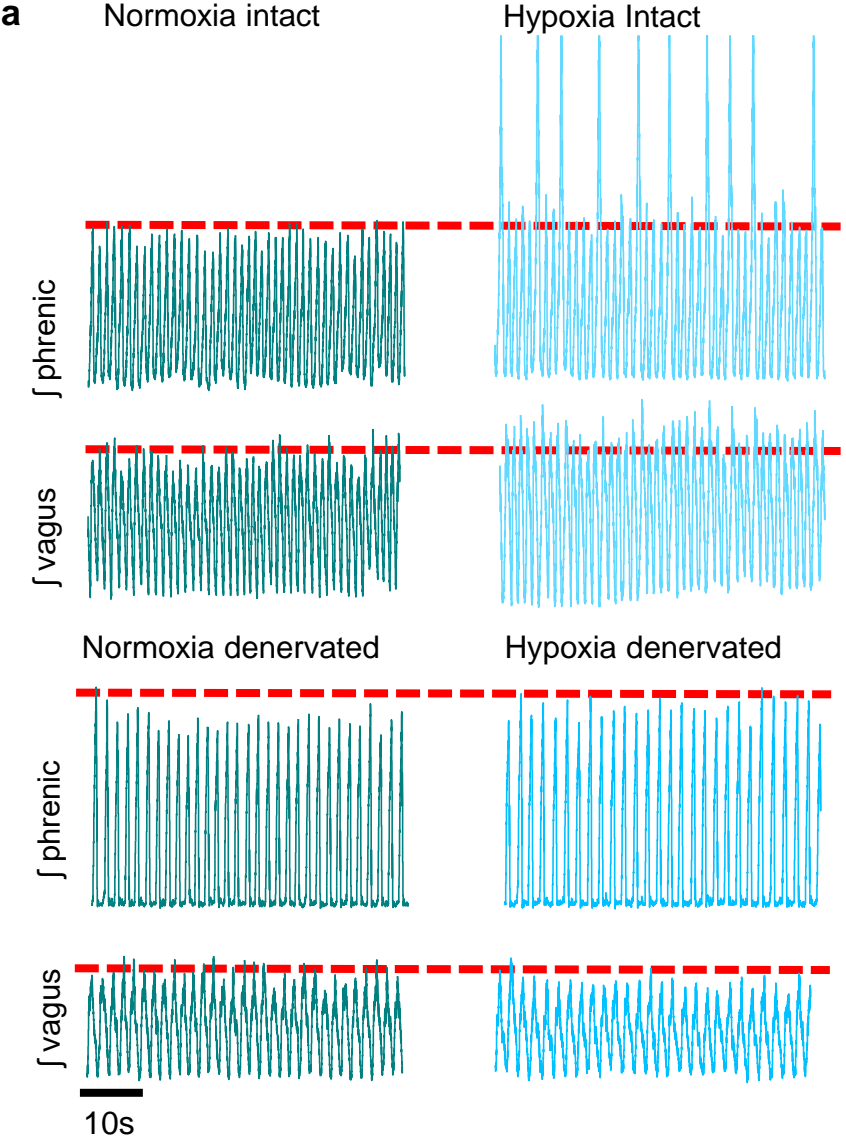 a
Normoxia intact
Hypoxia Intact
∫ phrenic
∫ vagus
Normoxia denervated
Hypoxia denervated
∫ phrenic
∫ vagus
10s